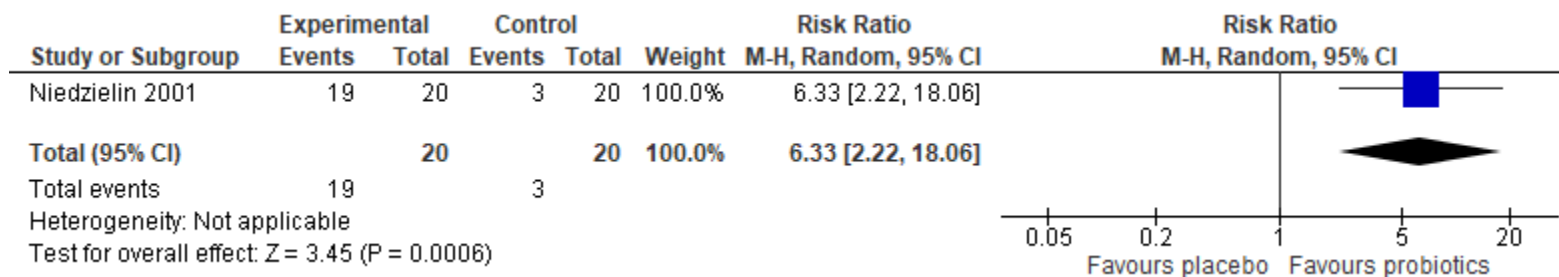 Experimental Control Risk Ratio Risk Ratio
Study or Subgroup Events Total Events Total Weight M-H, Random, 95% CI M-H, Random, 95% CI
Niedzielin 2001 19 20 3 20 100.0% 6.33 [2.22, 18.06]
Total (95% CI) 20 20 100.0% 6.33 [2.22, 18.06]
Total events 19 3
Heterogeneity: Not applicable
Test for overall effect: Z = 3.45 (P = 0.0006)
0.05 0.2 1 5 20
Favours placebo Favours probiotics